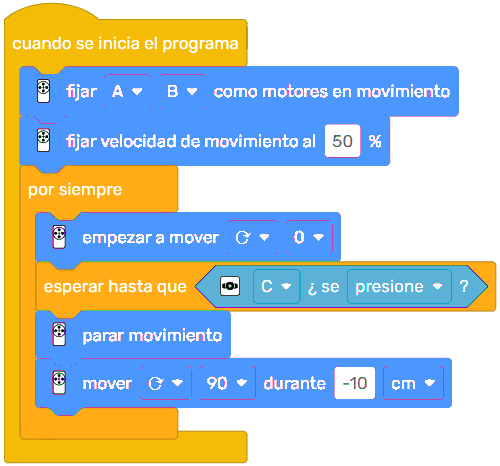 cuando se inicia el programa
fijar A B como motores en movimiento
fijar velocidad de movimiento al 50 %
por siempre
empezar a mover 0
esperar hasta que C ¿ se presione ?
parar movimiento
mover 90 durante -10 cm